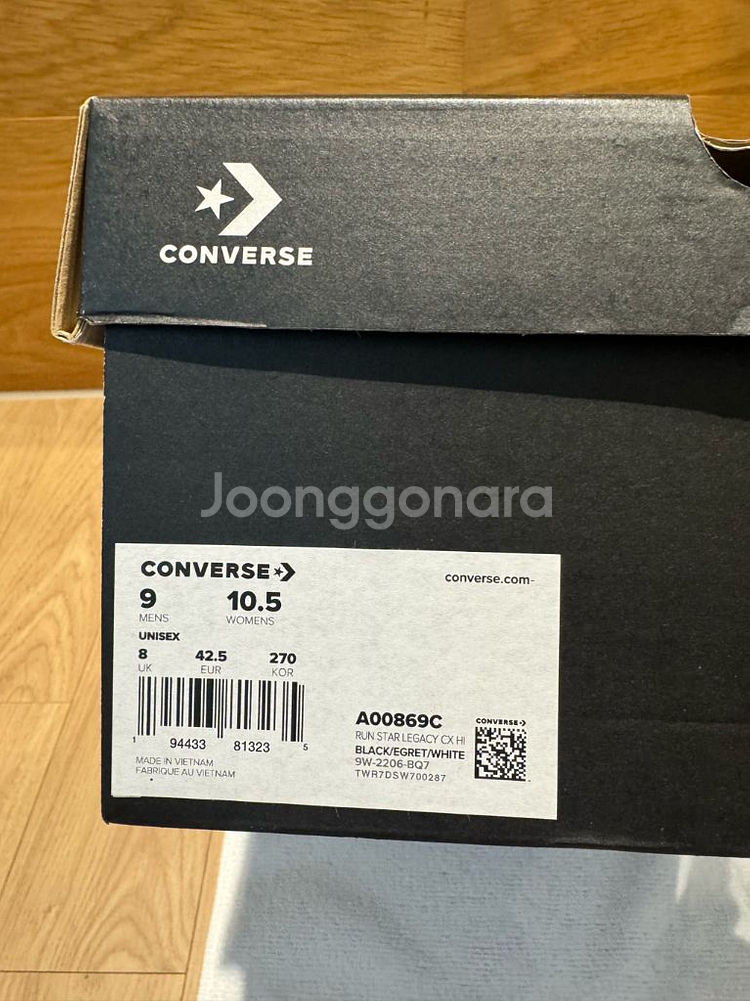 CONVERSE
Joonggonara
CONVERSE
converse.com
9 10.5
MENS WOMENS
UNISEX
8 42.5 270
UK EUR KOR
1 94433 81323 5
MADE IN VIETNAM
FABRIQUE AU VIETNAM
A00869C
RUN STAR LEGACY CX HI
BLACK/EGRET/WHITE
9W-2206-BQ7
TWR7DSW700287
CONVERSE